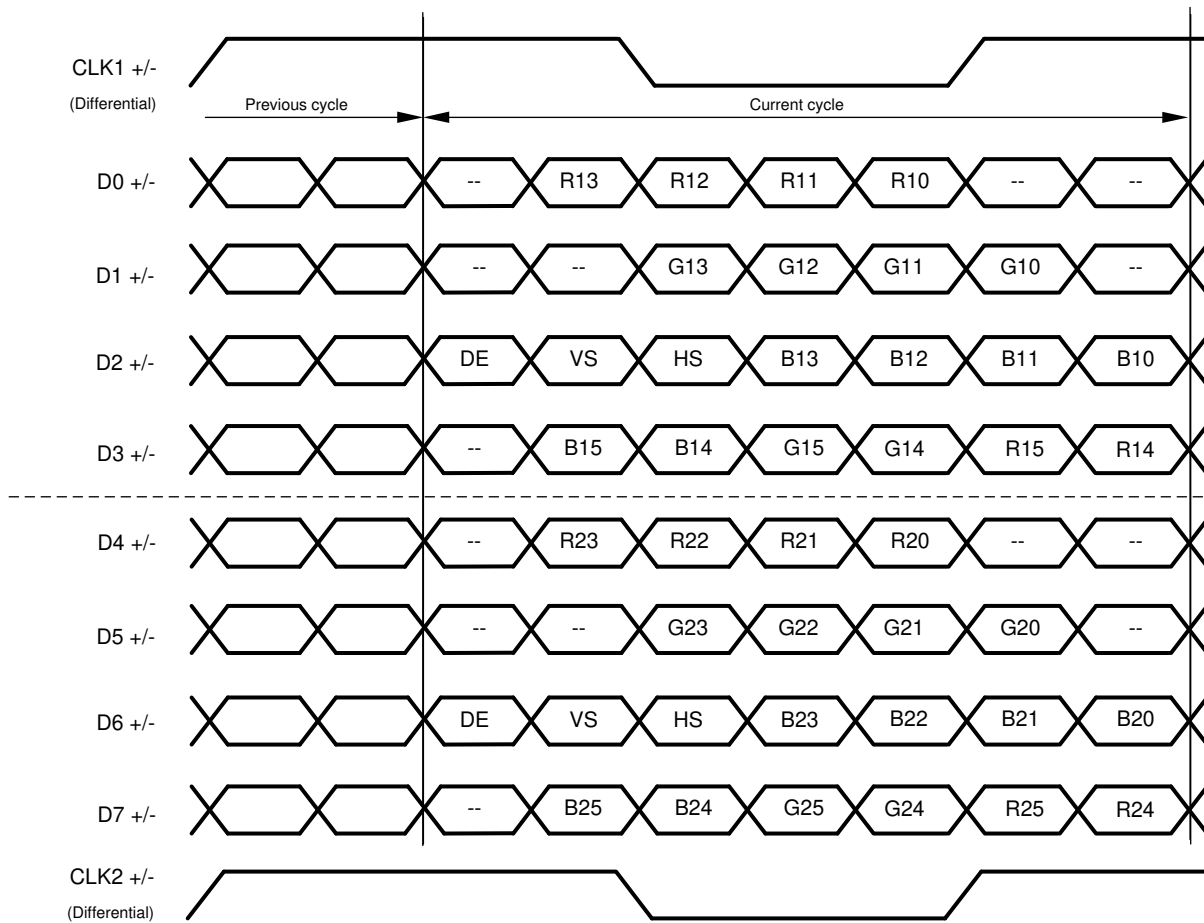 CLK1 +/-
(Differential)
Previous cycle Current cycle
D0 +/- -- R13 R12 R11 R10 -- --
D1 +/- -- -- G13 G12 G11 G10 --
D2 +/- DE VS HS B13 B12 B11 B10
D3 +/- -- B15 B14 G15 G14 R15 R14
D4 +/- -- R23 R22 R21 R20 -- --
D5 +/- -- -- G23 G22 G21 G20 --
D6 +/- DE VS HS B23 B22 B21 B20
D7 +/- -- B25 B24 G25 G24 R25 R24
CLK2 +/-
(Differential)